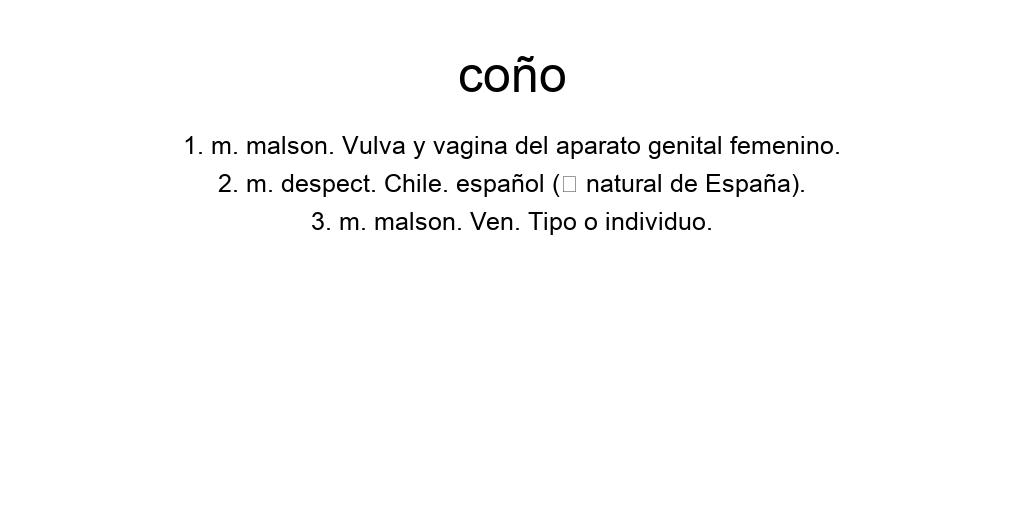 coño
1. m. malson. Vulva y vagina del aparato genital femenino.
2. m. despect. Chile. español (□ natural de España).
3. m. malson. Ven. Tipo o individuo.